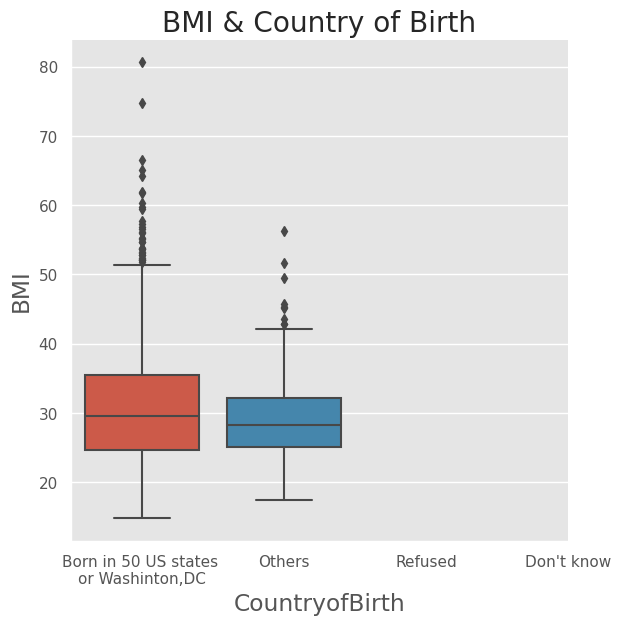 BMI & Country of Birth
80
70
60
50
40
30
20
BMI
Born in 50 US states
or Washinton,DC
Others
Refused
Don't know
CountryofBirth